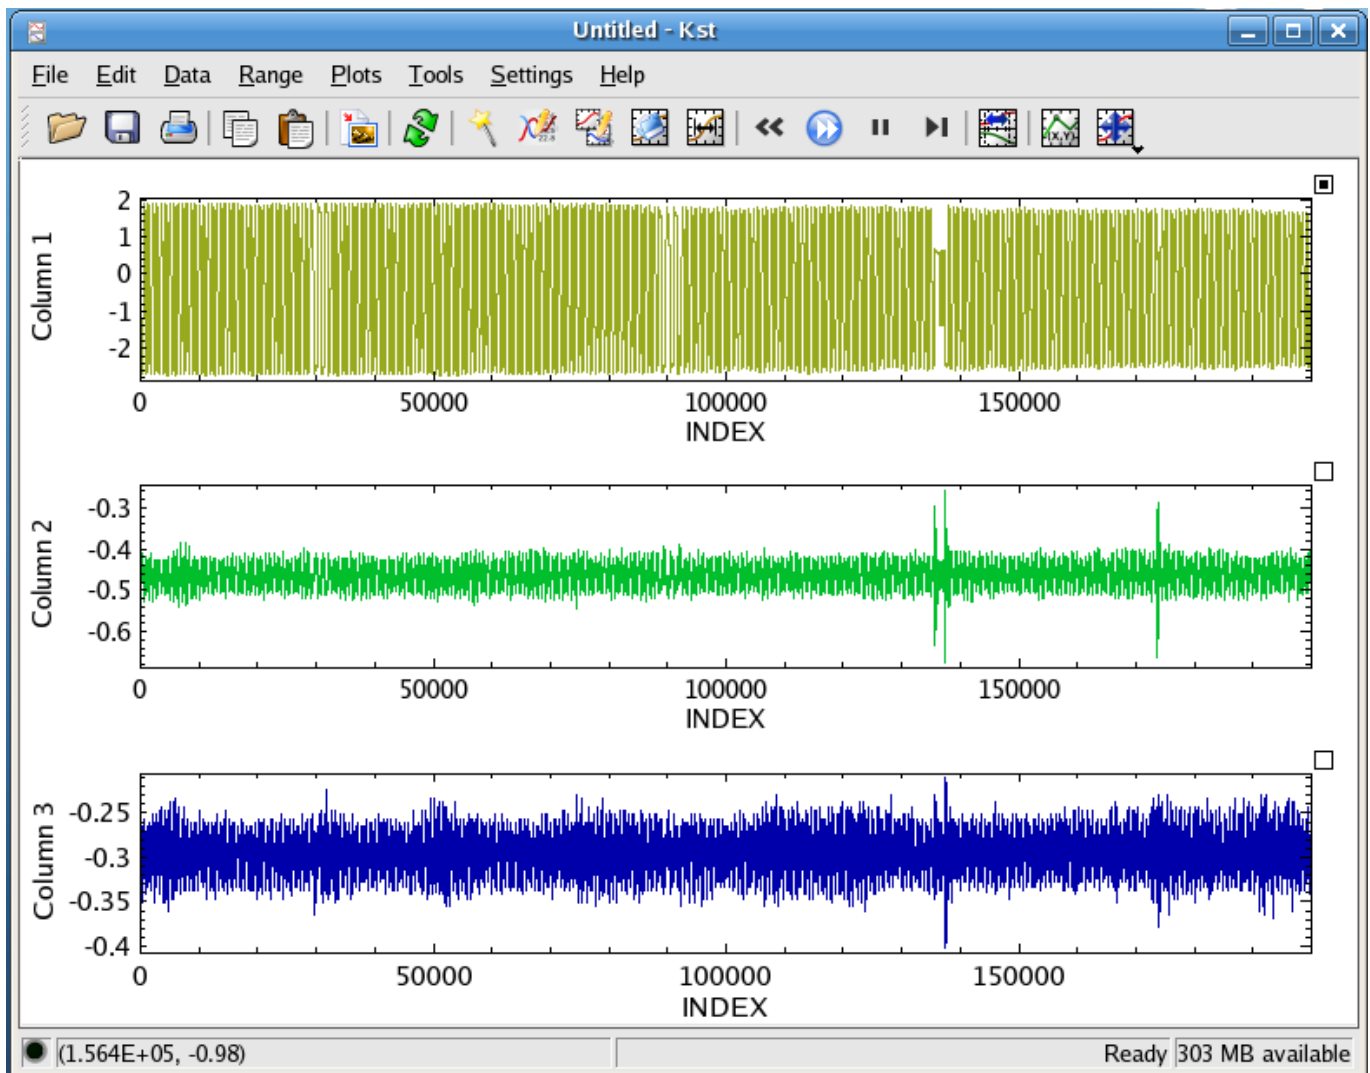 Untitled - Kst
File Edit Data Range Plots Tools Settings Help
Column 1
2
1
0
-1
-2
0 50000 100000 150000
INDEX
Column 2
-0.3
-0.4
-0.5
-0.6
0 50000 100000 150000
INDEX
Column 3
-0.25
-0.3
-0.35
-0.4
0 50000 100000 150000
INDEX
(1.564E+05, -0.98) Ready 303 MB available